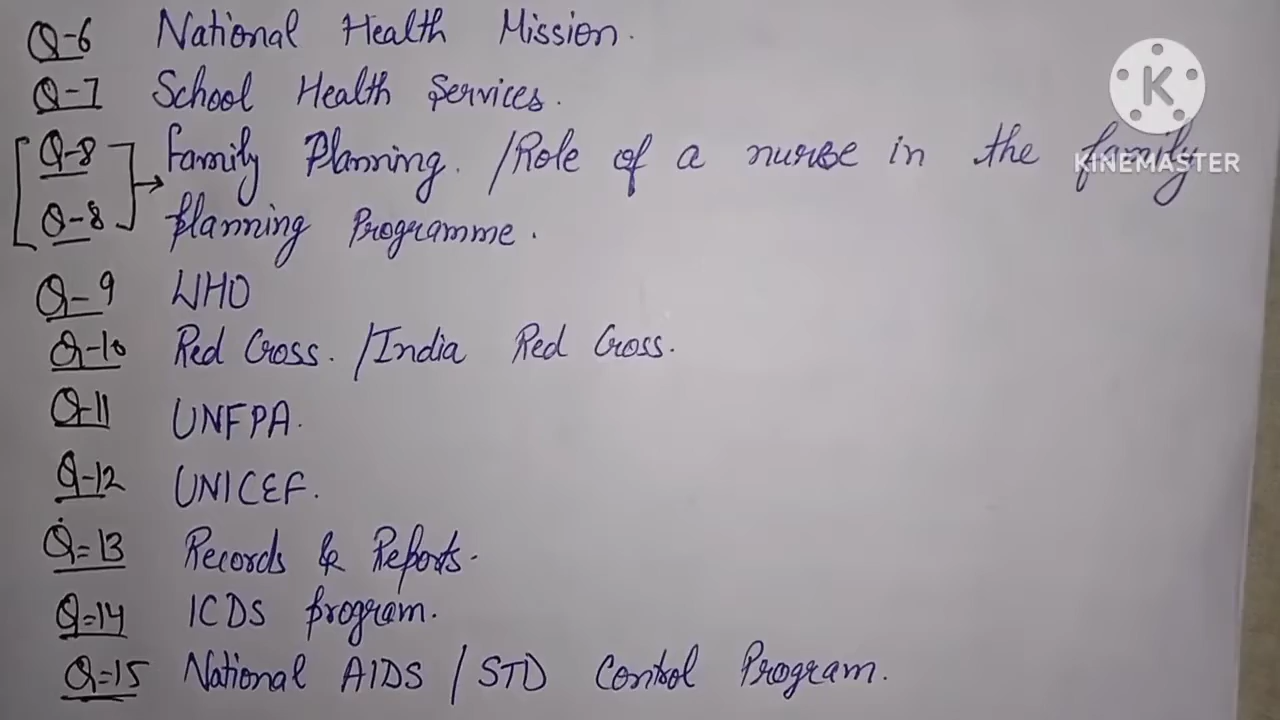 Q-6 National Health Mission.
Q-7 School Health Services.
Q-8 Family Planning. /Role of a nurse in the family
Q-8 Planning Programme.
Q-9 WHO
Q-10 Red Cross. /India Red Cross.
Q-11 UNFPA.
Q-12 UNICEF.
Q=13 Records & Reports.
Q=14 ICDS program.
Q=15 National AIDS / STD Control Program.
K
KINEMASTER